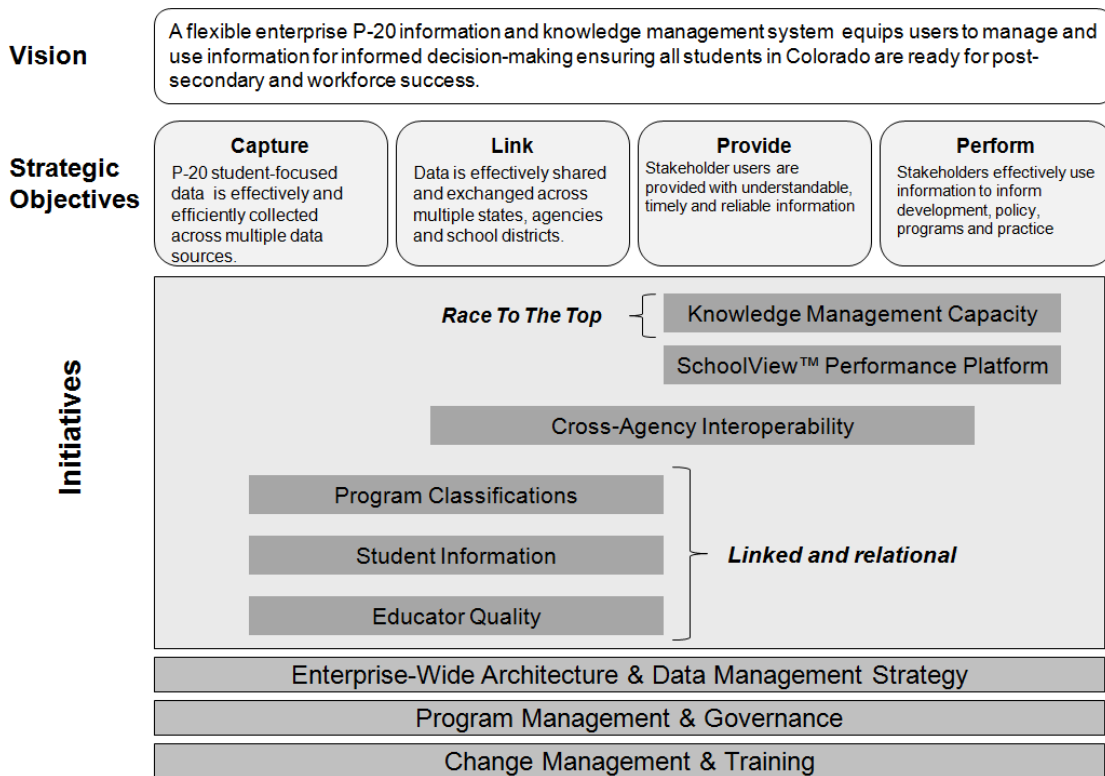 Vision
A flexible enterprise P-20 information and knowledge management system equips users to manage and
use information for informed decision-making ensuring all students in Colorado are ready for post-
secondary and workforce success.
Strategic
Objectives
Capture
P-20 student-focused
data is effectively and
efficiently collected
across multiple data
sources.
Link
Data is effectively shared
and exchanged across
multiple states, agencies
and school districts.
Provide
Stakeholder users are
provided with understandable,
timely and reliable information
Perform
Stakeholders effectively use
information to inform
development, policy,
programs and practice
Initiatives
Race To The Top
Knowledge Management Capacity
SchoolView™ Performance Platform
Cross-Agency Interoperability
Program Classifications
Student Information
Educator Quality
Linked and relational
Enterprise-Wide Architecture & Data Management Strategy
Program Management & Governance
Change Management & Training